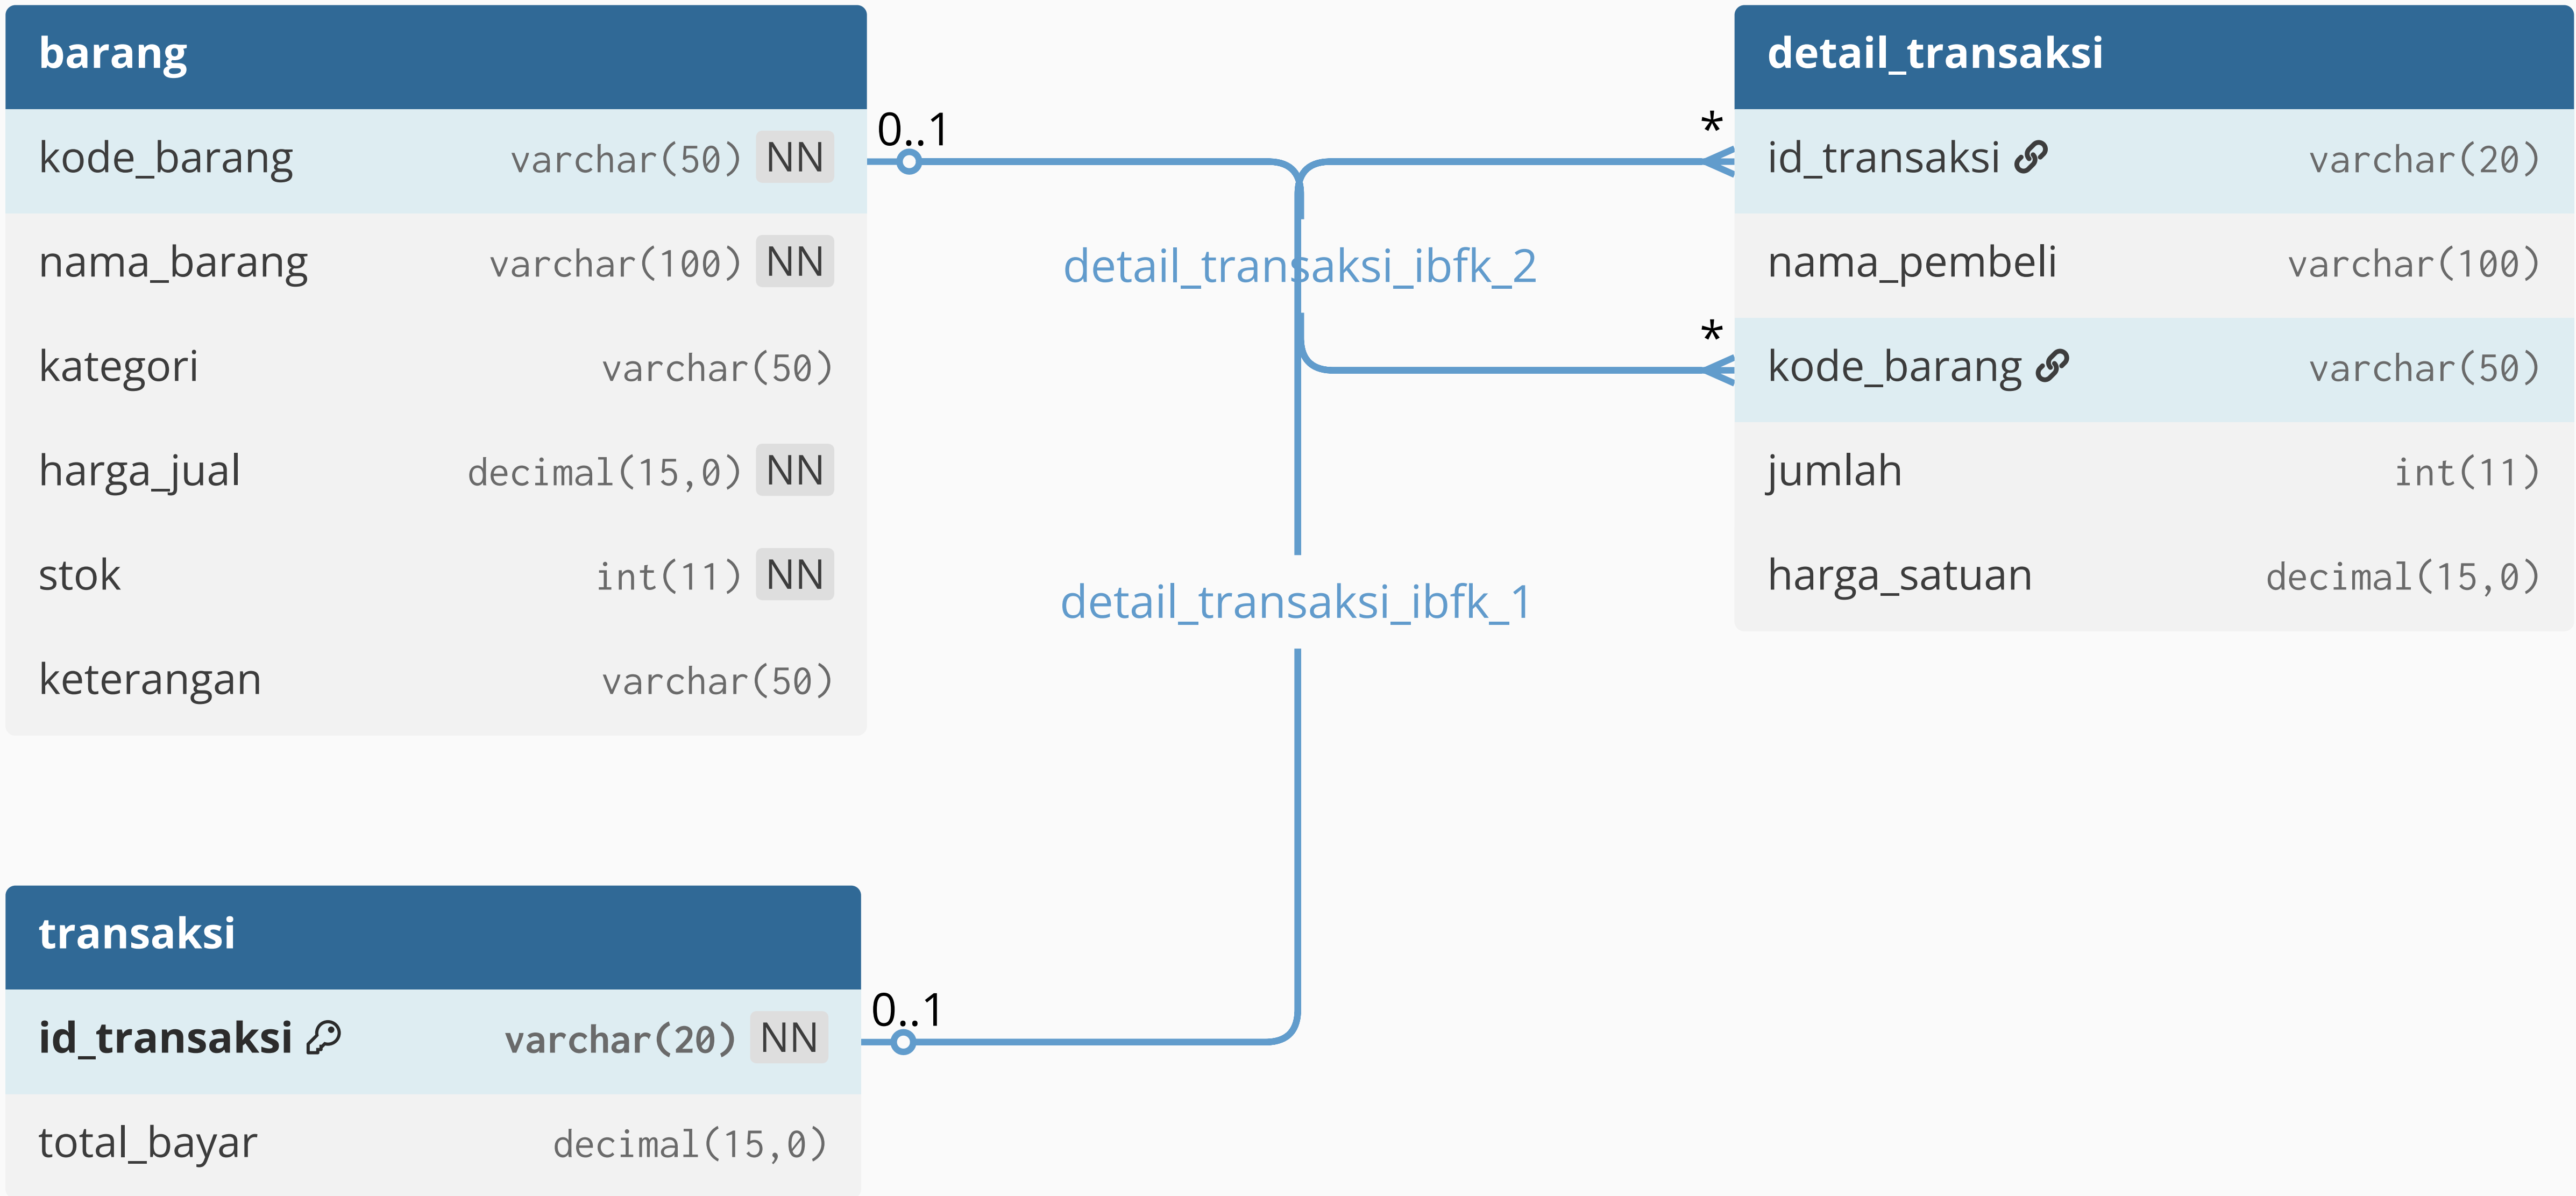 barang
kode_barang varchar(50) NN
nama_barang varchar(100) NN
kategori varchar(50)
harga_jual decimal(15,0) NN
stok int(11) NN
keterangan varchar(50)
0..1
*
detail_transaksi_ibfk_2
*
detail_transaksi_ibfk_1
detail_transaksi
id_transaksi varchar(20)
nama_pembeli varchar(100)
kode_barang varchar(50)
jumlah int(11)
harga_satuan decimal(15,0)
transaksi
id_transaksi varchar(20) NN
total_bayar decimal(15,0)
0..1